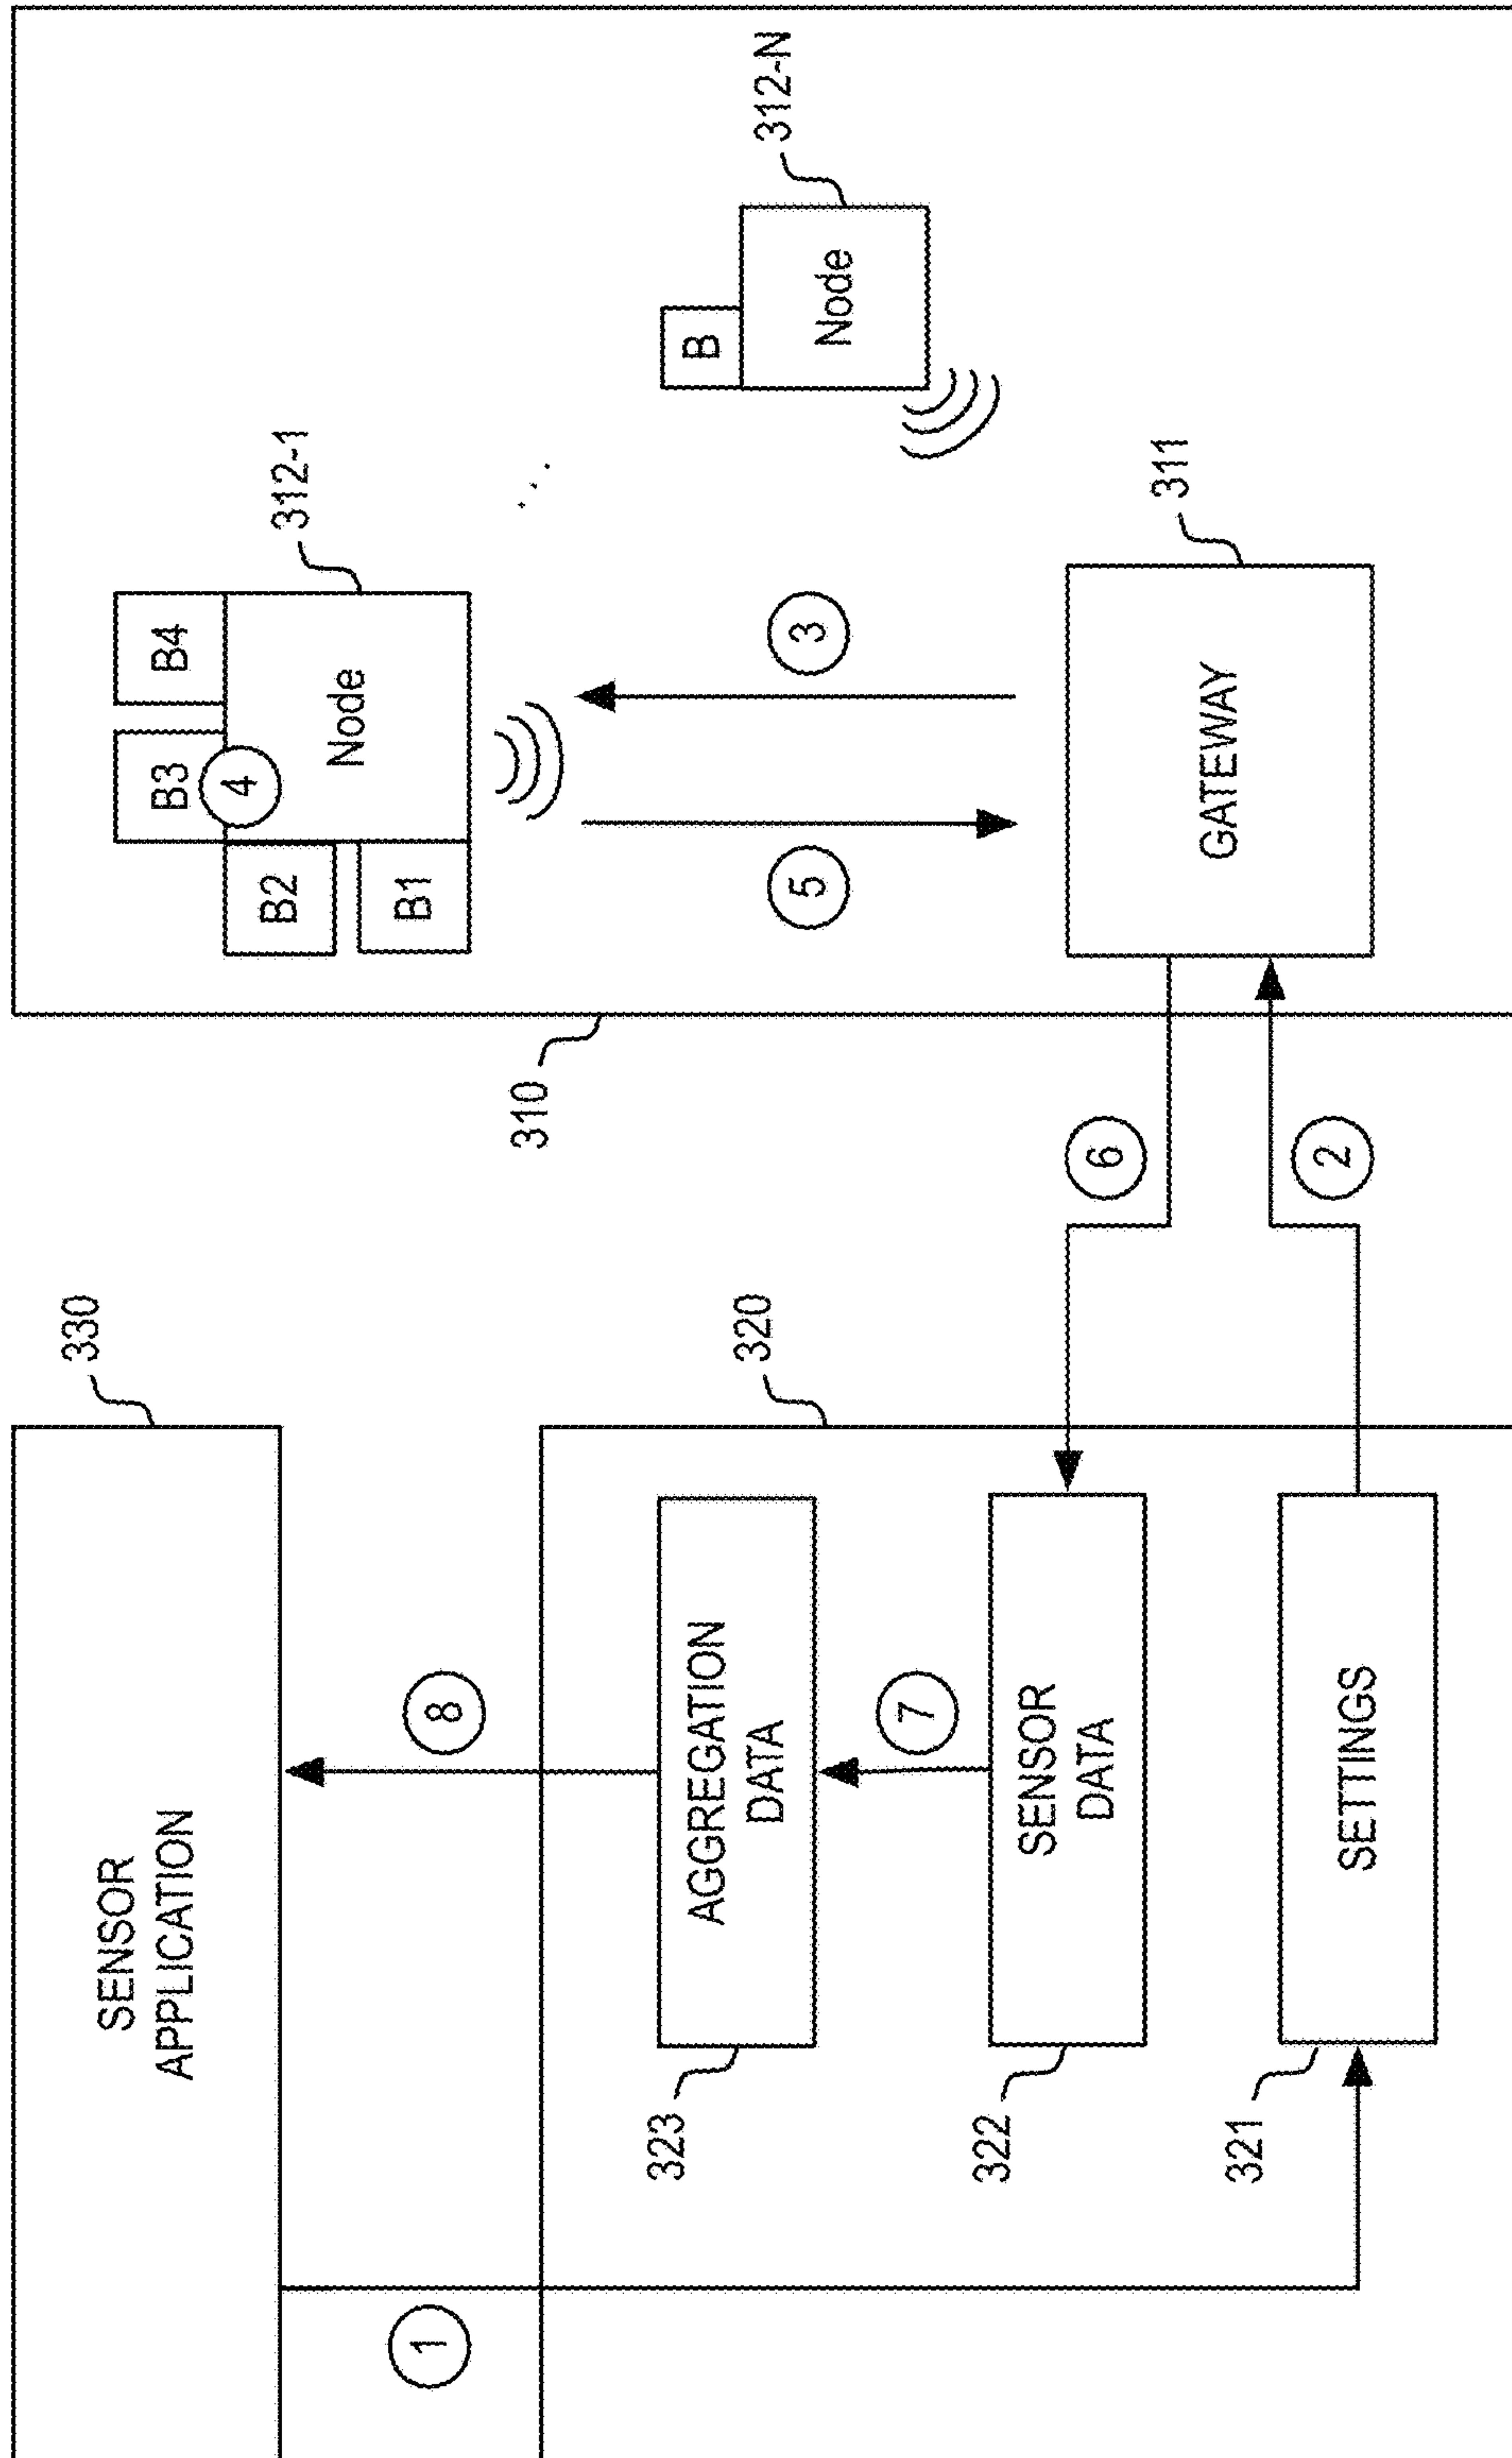 330
SENSOR
APPLICATION
1
8
320
323
AGGREGATION
DATA
7
322
SENSOR
DATA
321
SETTINGS
6
2
310
B3
B4
4
B2
B1
Node
312-1
B
Node
312-N
5
3
311
GATEWAY